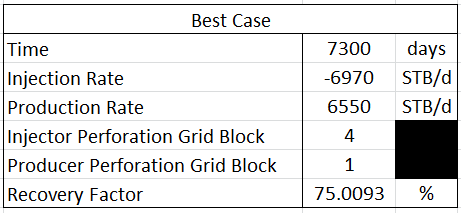 Best Case
Time 7300 days
Injection Rate -6970 STB/d
Production Rate 6550 STB/d
Injector Perforation Grid Block 4
Producer Perforation Grid Block 1
Recovery Factor 75.0093 %